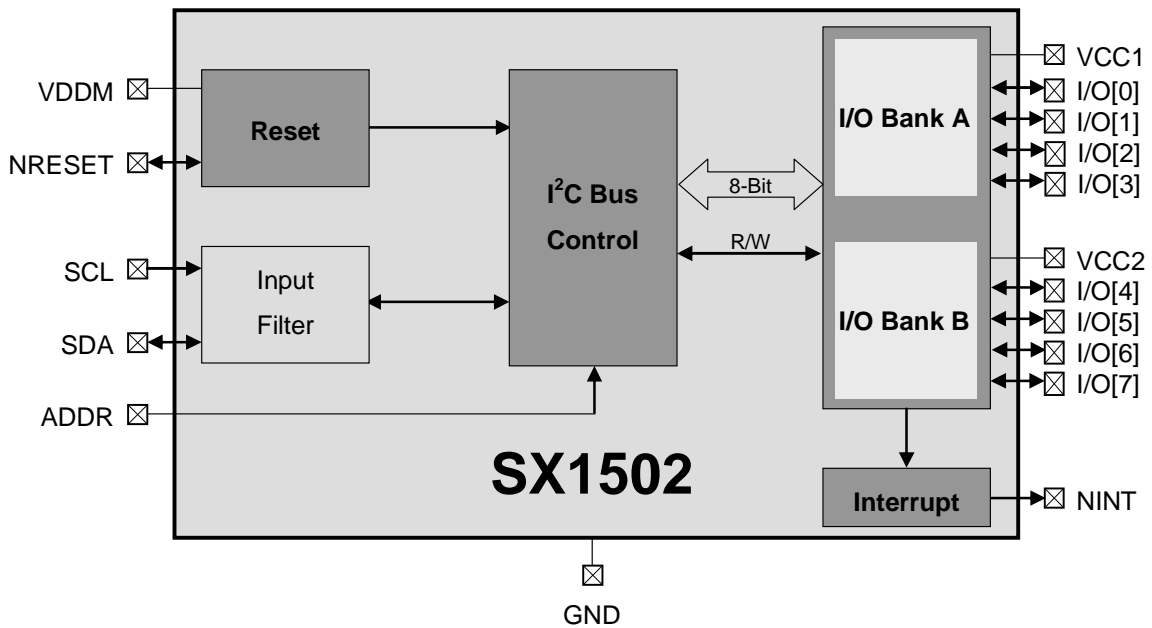 VDDM
NRESET
SCL
SDA
ADDR
Reset
Input
Filter
I²C Bus
Control
8-Bit
R/W
I/O Bank A
I/O Bank B
VCC1
I/O[0]
I/O[1]
I/O[2]
I/O[3]
VCC2
I/O[4]
I/O[5]
I/O[6]
I/O[7]
SX1502
Interrupt
NINT
GND